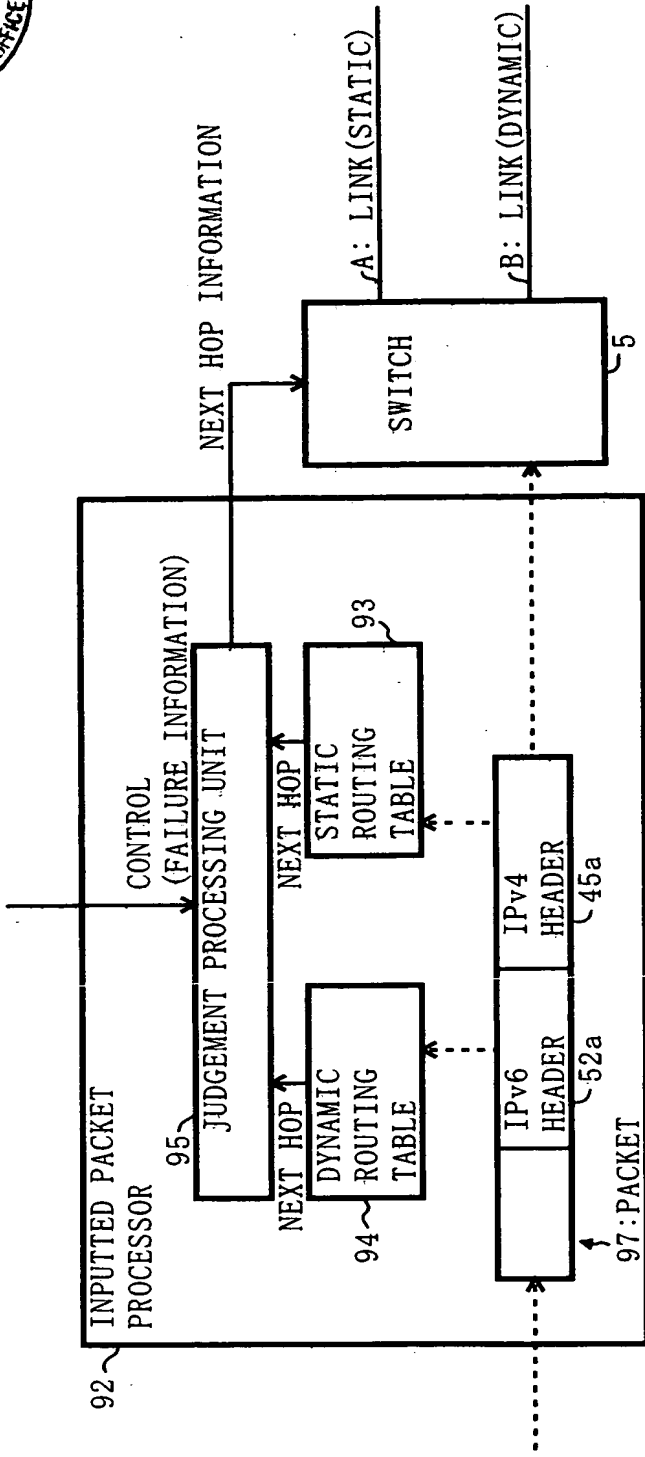 OFFICE
92
INPUTTED PACKET
PROCESSOR
CONTROL
(FAILURE INFORMATION)
95
JUDGEMENT PROCESSING UNIT
NEXT HOP
NEXT HOP
94
DYNAMIC
ROUTING
TABLE
STATIC
ROUTING
TABLE
93
IPv6
HEADER
52a
IPv4
HEADER
45a
97:PACKET
NEXT HOP INFORMATION
SWITCH
5
A: LINK(STATIC)
B: LINK(DYNAMIC)